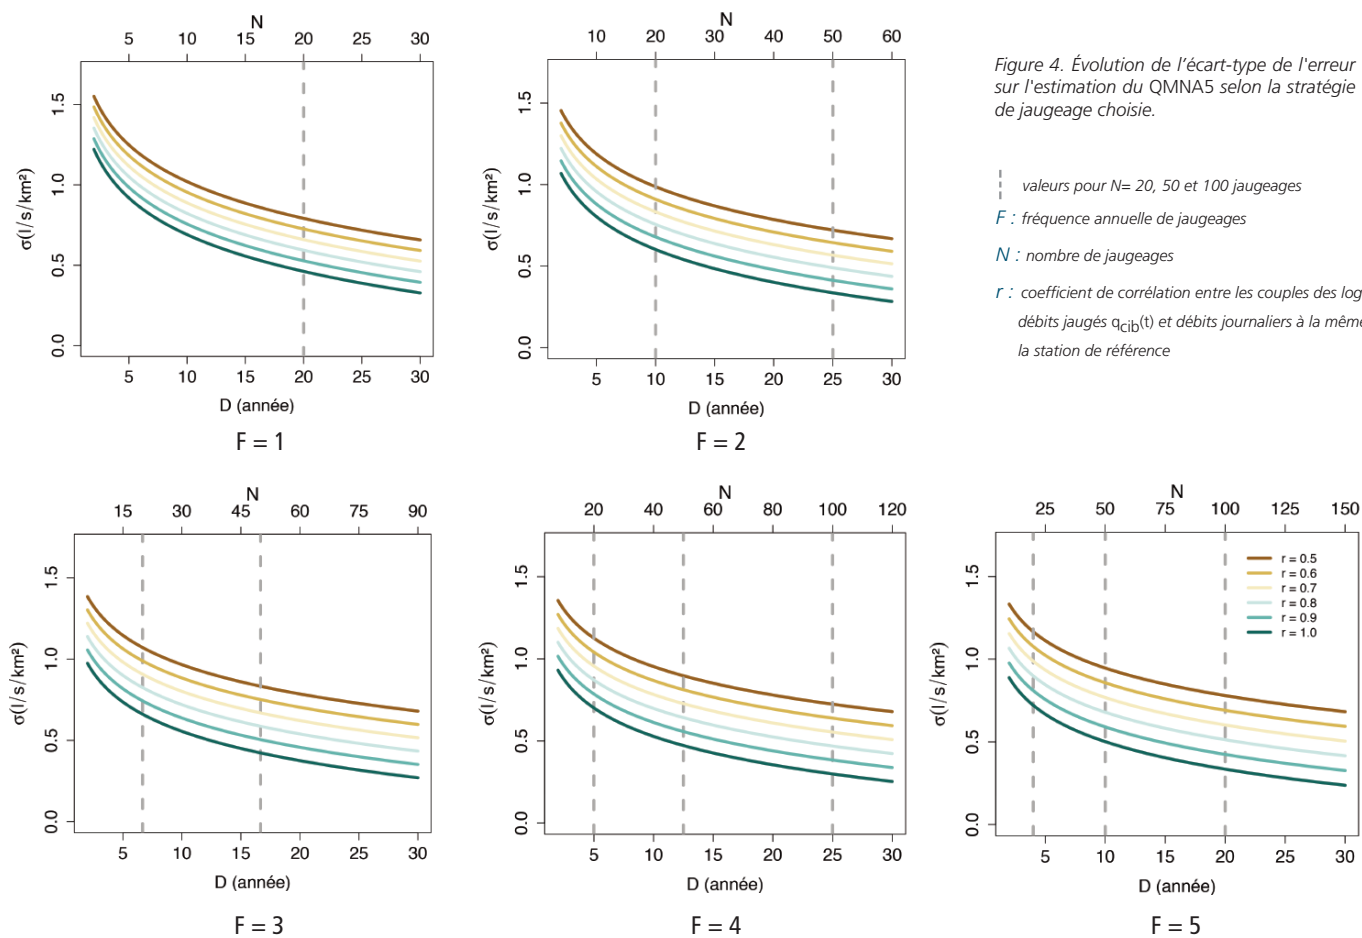 N
5 10 15 20 25 30
σ(l/s/km²)
0.0 0.5 1.0 1.5
5 10 15 20 25 30
D (année)
F = 1
N
10 20 30 40 50 60
σ(l/s/km²)
0.0 0.5 1.0 1.5
5 10 15 20 25 30
D (année)
F = 2
Figure 4. Évolution de l'écart-type de l'erreur
sur l'estimation du QMNA5 selon la stratégie
de jaugeage choisie.
valeurs pour N= 20, 50 et 100 jaugeages
F : fréquence annuelle de jaugeages
N : nombre de jaugeages
r : coefficient de corrélation entre les couples des log
débits jaugés qcib(t) et débits journaliers à la même
la station de référence
N
15 30 45 60 75 90
σ(l/s/km²)
0.0 0.5 1.0 1.5
5 10 15 20 25 30
D (année)
F = 3
N
20 40 60 80 100 120
σ(l/s/km²)
0.0 0.5 1.0 1.5
5 10 15 20 25 30
D (année)
F = 4
N
25 50 75 100 125 150
σ(l/s/km²)
0.0 0.5 1.0 1.5
r = 0.5
r = 0.6
r = 0.7
r = 0.8
r = 0.9
r = 1.0
5 10 15 20 25 30
D (année)
F = 5